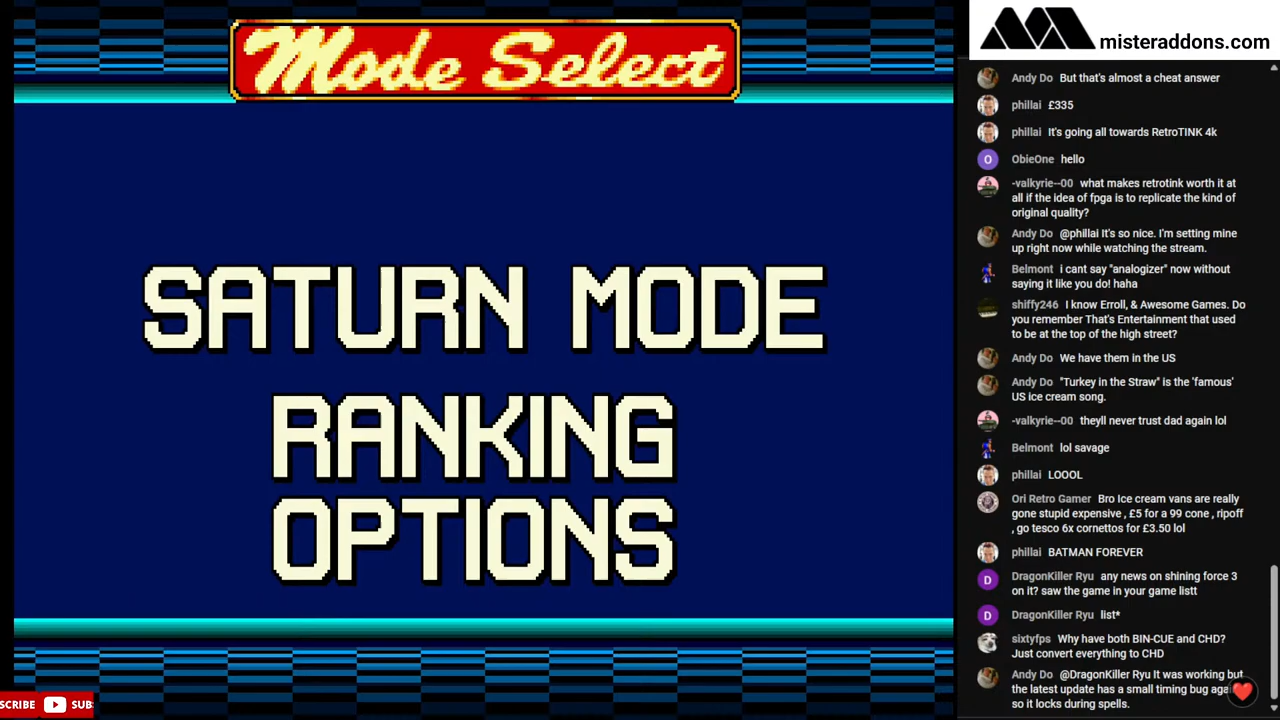 Mode Select
SATURN MODE
RANKING
OPTIONS
SCRIBE
SUB
misteraddons.com
Andy Do But that's almost a cheat answer
phillai £335
phillai It's going all towards RetroTINK 4k
O
ObieOne hello
-valkyrie--00 what makes retrotink worth it at
all if the idea of fpga is to replicate the kind of
original quality?
Andy Do @phillai It's so nice. I'm setting mine
up right now while watching the stream.
Belmont i cant say "analogizer" now without
saying it like you do! haha
shiffy246 I know Erroll, & Awesome Games. Do
you remember That's Entertainment that used
to be at the top of the high street?
Andy Do We have them in the US
Andy Do "Turkey in the Straw" is the 'famous'
US ice cream song.
-valkyrie--00 theyll never trust dad again lol
Belmont lol savage
phillai LOOOL
Ori Retro Gamer Bro Ice cream vans are really
gone stupid expensive , £5 for a 99 cone , ripoff
, go tesco 6x cornettos for £3.50 lol
phillai BATMAN FOREVER
D
DragonKiller Ryu any news on shining force 3
on it? saw the game in your game listt
D
DragonKiller Ryu list*
sixtyfps Why have both BIN-CUE and CHD?
Just convert everything to CHD
Andy Do @DragonKiller Ryu It was working but
the latest update has a small timing bug again
so it locks during spells.